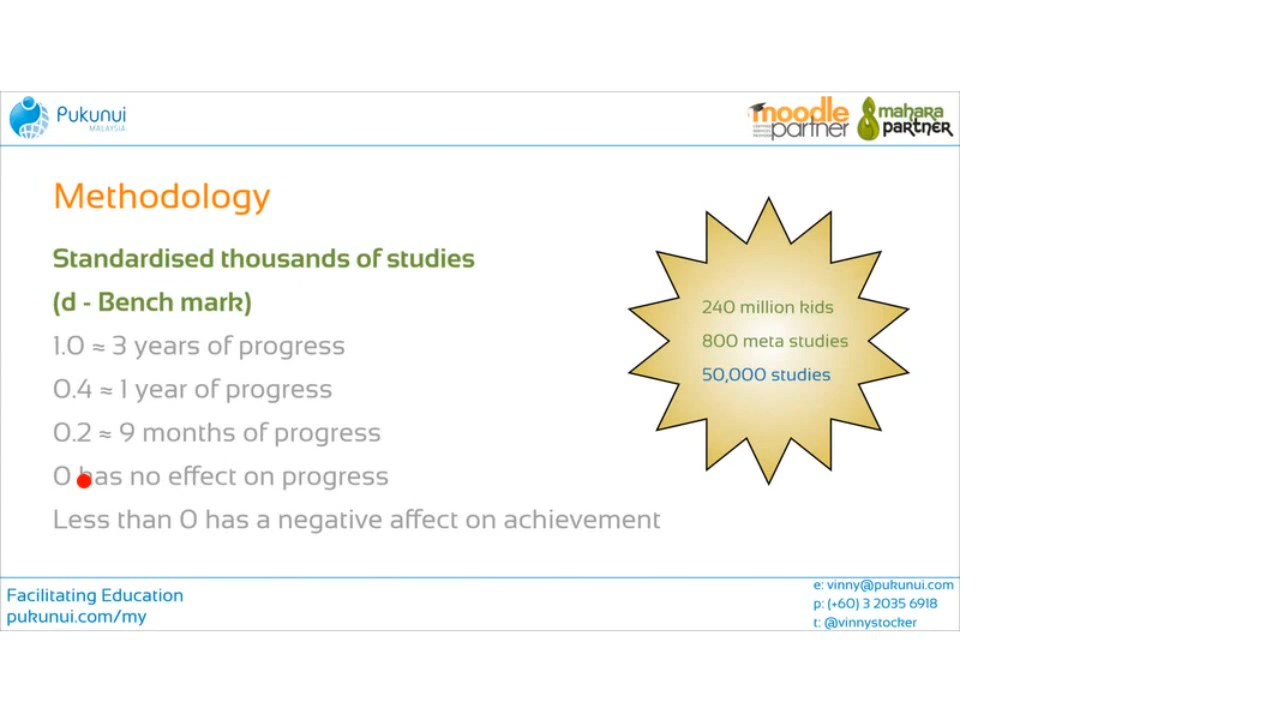 Pukunui
MALAYSIA
moodle
partner
mahara
partner
Methodology
Standardised thousands of studies
(d - Bench mark)
1.0 ≈ 3 years of progress
0.4 ≈ 1 year of progress
0.2 ≈ 9 months of progress
0 has no effect on progress
Less than 0 has a negative affect on achievement
240 million kids
800 meta studies
50,000 studies
Facilitating Education
pukunui.com/my
e: vinny@pukunui.com
p: (+60) 3 2035 6918
t: @vinnystocker